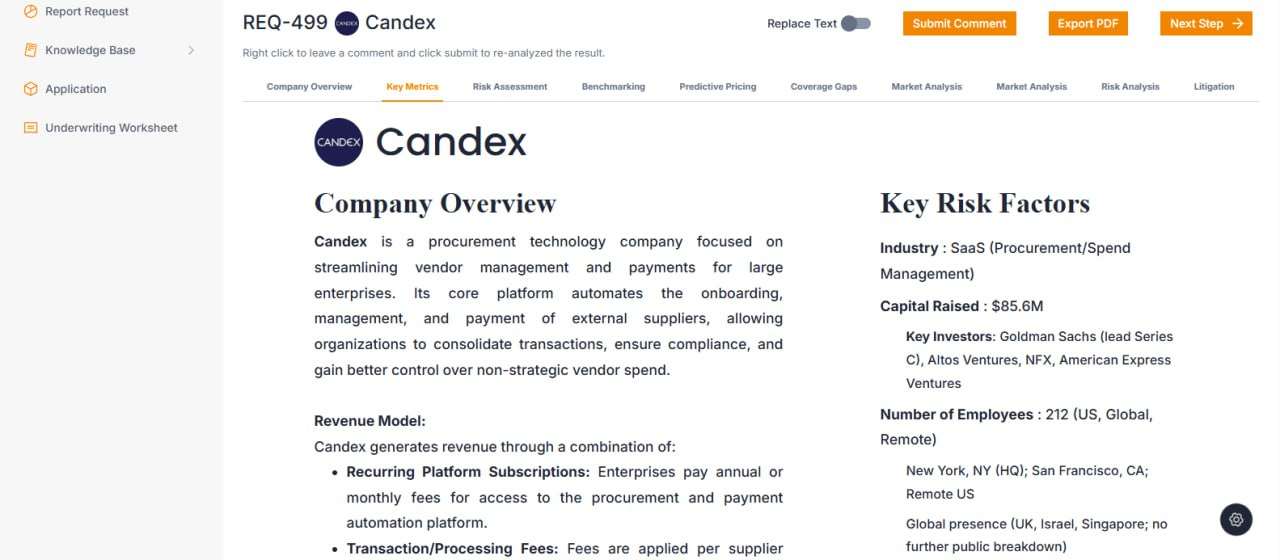 Report Request
Knowledge Base
Application
Underwriting Worksheet
REQ-499 CANDEX Candex
Replace Text
Submit Comment
Export PDF
Next Step
Right click to leave a comment and click submit to re-analyzed the result.
Company Overview
Key Metrics
Risk Assessment
Benchmarking
Predictive Pricing
Coverage Gaps
Market Analysis
Market Analysis
Risk Analysis
Litigation
CANDEX Candex
Company Overview
Candex is a procurement technology company focused on
streamlining vendor management and payments for large
enterprises. Its core platform automates the onboarding,
management, and payment of external suppliers, allowing
organizations to consolidate transactions, ensure compliance, and
gain better control over non-strategic vendor spend.
Revenue Model:
Candex generates revenue through a combination of:
• Recurring Platform Subscriptions: Enterprises pay annual or
monthly fees for access to the procurement and payment
automation platform.
• Transaction/Processing Fees: Fees are applied per supplier
Key Risk Factors
Industry : SaaS (Procurement/Spend
Management)
Capital Raised : $85.6M
Key Investors: Goldman Sachs (lead Series
C), Altos Ventures, NFX, American Express
Ventures
Number of Employees : 212 (US, Global,
Remote)
New York, NY (HQ); San Francisco, CA;
Remote US
Global presence (UK, Israel, Singapore; no
further public breakdown)